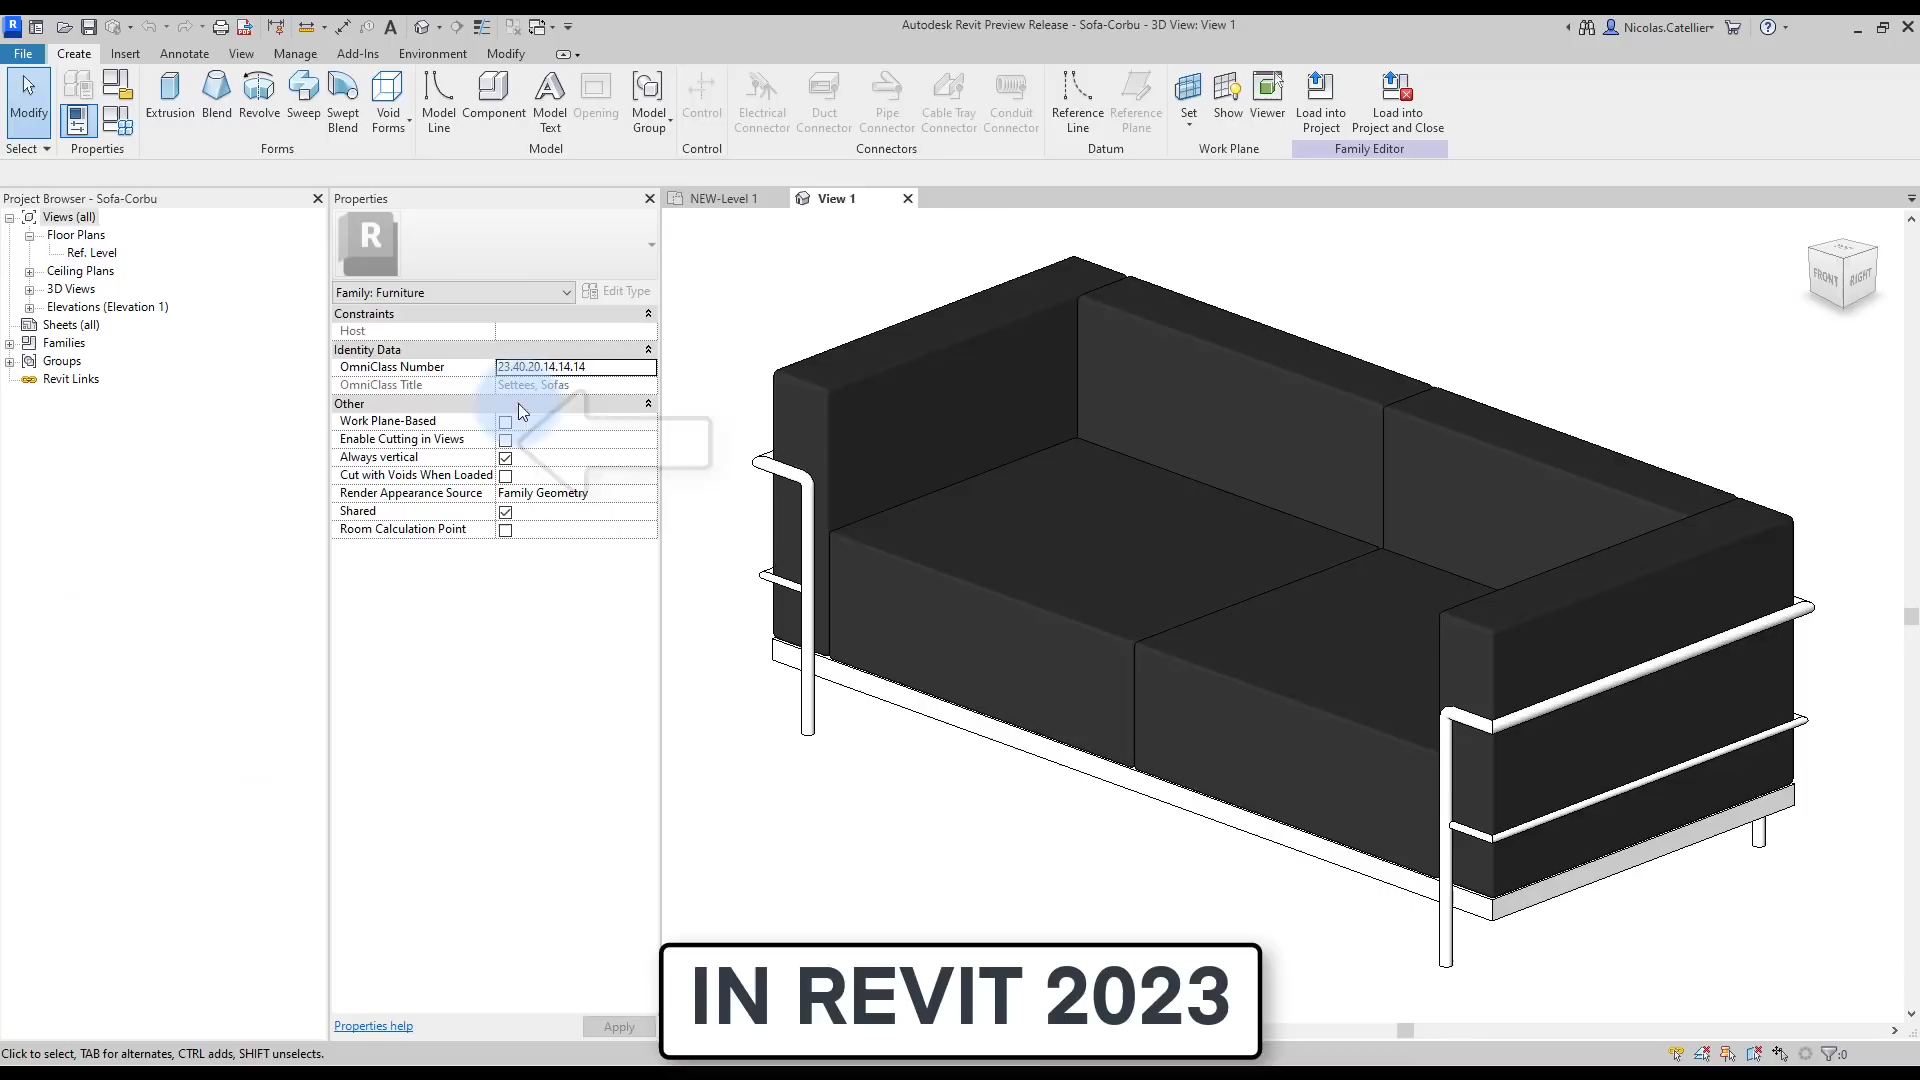 Autodesk Revit Preview Release - Sofa-Corbu - 3D View: View 1
Nicolas.Catellier
File Create Insert Annotate View Manage Add-Ins Environment Modify
Modify
Extrusion Blend Revolve Sweep Swept Blend Void Forms
Model Line Component Model Text Opening Model Group
Control
Electrical Connector Duct Connector Pipe Connector Cable Tray Connector Conduit Connector
Reference Line Reference Plane
Set Show Viewer
Load into Project Load into Project and Close
Select Properties Forms Model Control Connectors Datum Work Plane Family Editor
Project Browser - Sofa-Corbu
Views (all)
Floor Plans
Ref. Level
Ceiling Plans
3D Views
Elevations (Elevation 1)
Sheets (all)
Families
Groups
Revit Links
Properties
R
Family: Furniture
Edit Type
Constraints
Host
Identity Data
OmniClass Number 23.40.20.14.14.14
OmniClass Title Settees, Sofas
Other
Work Plane-Based
Enable Cutting in Views
Always vertical
Cut with Voids When Loaded
Render Appearance Source Family Geometry
Shared
Room Calculation Point
Properties help
Apply
NEW-Level 1
View 1
FRONT RIGHT
IN REVIT 2023
Click to select, TAB for alternates, CTRL adds, SHIFT unselects.
:0